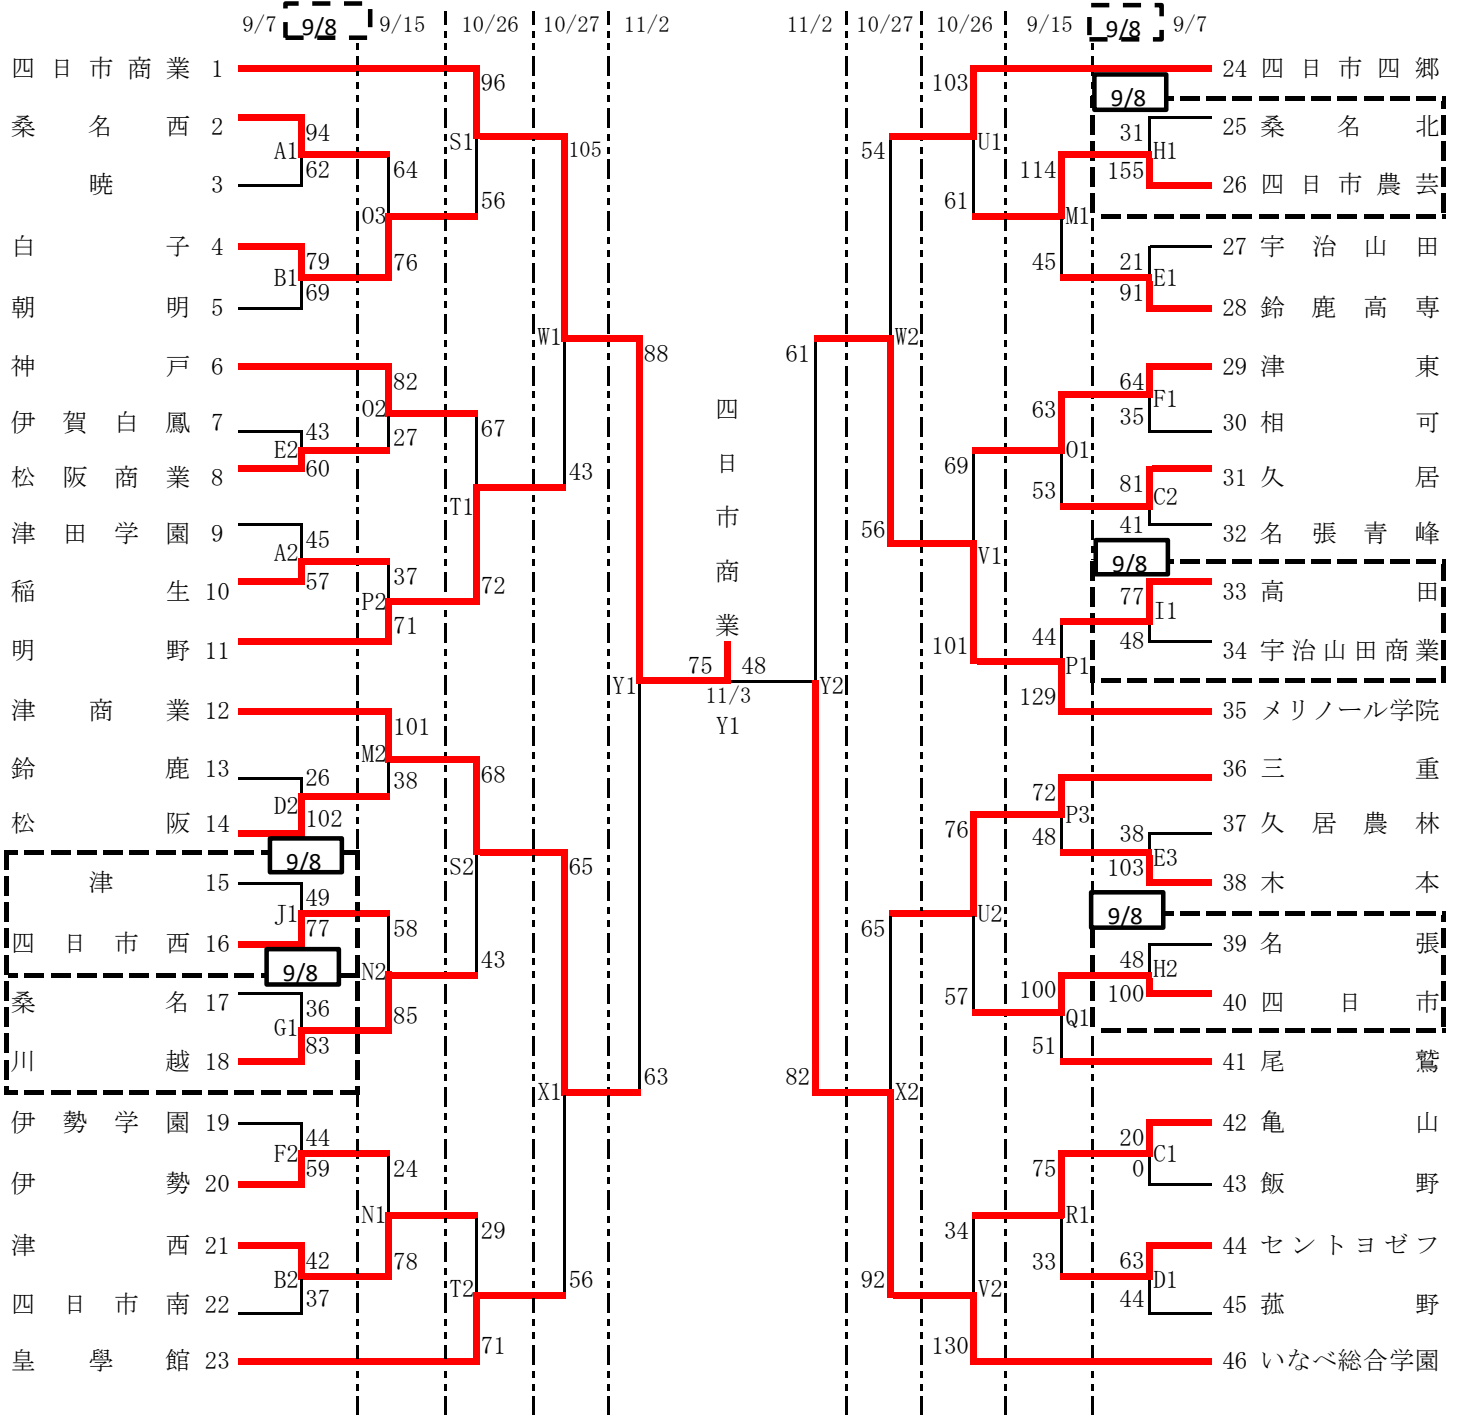 9/7 9/8 9/15 10/26 10/27 11/2 11/2 10/27 10/26 9/15 9/8 9/7
四日市商業 1
桑名西 2
暁 3
白子 4
朝明 5
神戸 6
伊賀白鳳 7
松阪商業 8
津田学園 9
稲生 10
明野 11
津商業 12
鈴鹿 13
松阪 14
9/8
津 15
四日市西 16
9/8
桑名 17
川越 18
伊勢学園 19
伊勢 20
津西 21
四日市南 22
皇學館 23
94
A1
62
79
B1
69
43
E2
60
45
A2
57
26
D2
102
49
J1
77
36
G1
83
44
F2
59
42
B2
37
64
O3
76
82
O2
27
37
P2
71
101
M2
38
58
N2
85
24
N1
78
96
S1
56
67
T1
72
68
S2
43
29
T2
71
105
W1
43
65
X1
56
88
Y1
63
四日市商業
75 48
11/3
Y1
61
Y2
82
54
W2
56
65
X2
92
103
U1
61
69
V1
101
76
U2
57
34
V2
130
114
M1
45
63
O1
53
44
P1
129
72
P3
48
100
Q1
51
75
R1
33
31
H1
155
21
E1
91
64
F1
35
81
C2
41
77
I1
48
38
E3
103
48
H2
100
20
C1
0
63
D1
44
24 四日市四郷
9/8
25 桑名北
26 四日市農芸
27 宇治山田
28 鈴鹿高専
29 津東
30 相可
31 久居
32 名張青峰
9/8
33 高田
34 宇治山田商業
35 メリノール学院
36 三重
37 久居農林
38 木本
9/8
39 名張
40 四日市
41 尾鷲
42 亀山
43 飯野
44 セントヨゼフ
45 菰野
46 いなべ総合学園